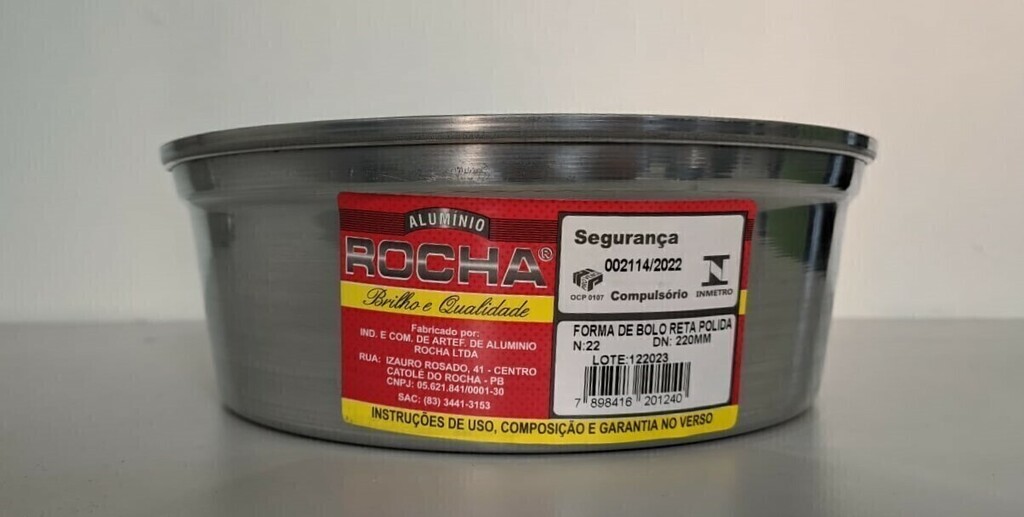 ALUMÍNIO
ROCHA®
Brilho e Qualidade
Fabricado por:
IND. E COM. DE ARTEF. DE ALUMINIO
ROCHA LTDA
RUA: IZAURO ROSADO, 41 - CENTRO
CATOLÉ DO ROCHA - PB
CNPJ: 05.621.841/0001-30
SAC: (83) 3441-3153
Segurança
002114/2022
OCP 0107 Compulsório INMETRO
FORMA DE BOLO RETA POLIDA
N:22 DN: 220MM
LOTE:122023
7 898416 201240
INSTRUÇÕES DE USO, COMPOSIÇÃO E GARANTIA NO VERSO